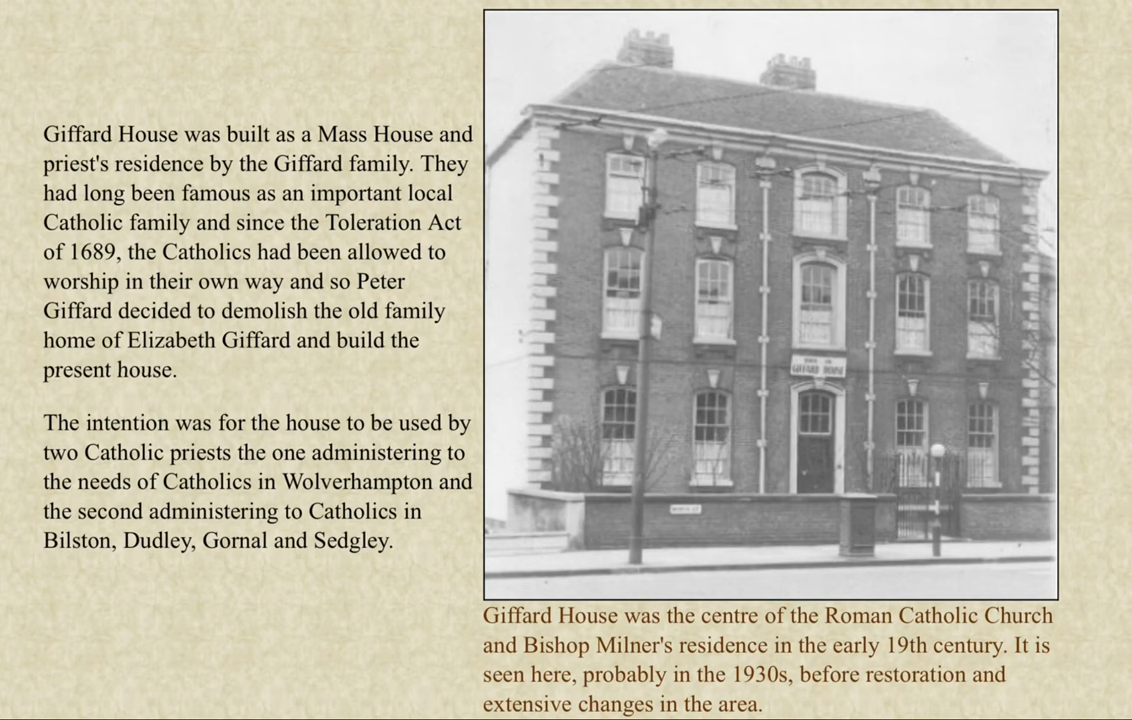 Giffard House was built as a Mass House and
priest's residence by the Giffard family. They
had long been famous as an important local
Catholic family and since the Toleration Act
of 1689, the Catholics had been allowed to
worship in their own way and so Peter
Giffard decided to demolish the old family
home of Elizabeth Giffard and build the
present house.
The intention was for the house to be used by
two Catholic priests the one administering to
the needs of Catholics in Wolverhampton and
the second administering to Catholics in
Bilston, Dudley, Gornal and Sedgley.
GIFFARD HOUSE
Giffard House was the centre of the Roman Catholic Church
and Bishop Milner's residence in the early 19th century. It is
seen here, probably in the 1930s, before restoration and
extensive changes in the area.